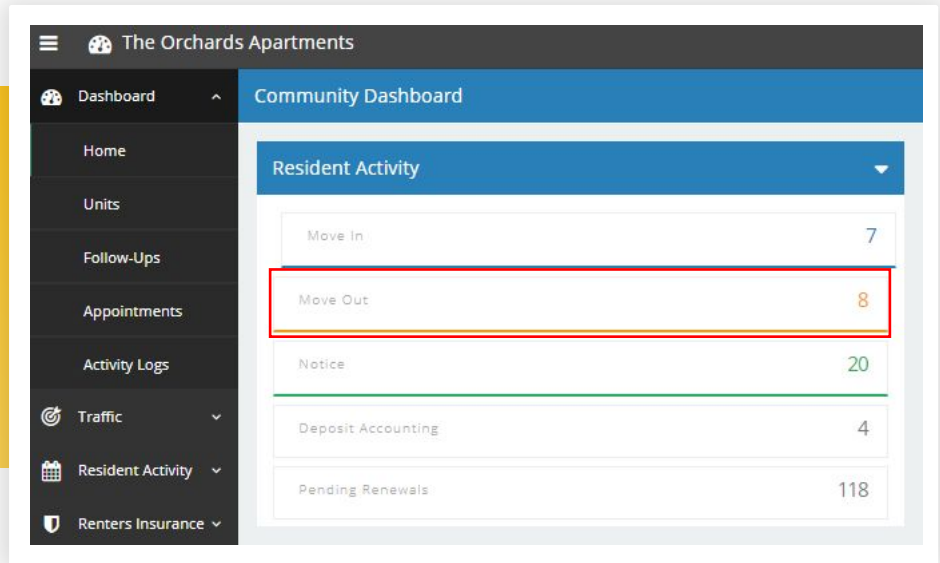 The Orchards Apartments
Dashboard
Community Dashboard
Home
Resident Activity
Units
Move In 7
Follow-Ups
Move Out 8
Appointments
Activity Logs
Notice 20
Traffic
Deposit Accounting 4
Resident Activity
Pending Renewals 118
Renters Insurance